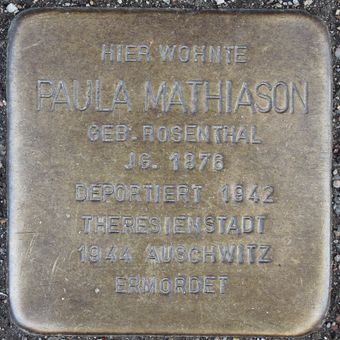 HIER WOHNTE
PAULA MATHIASON
GEB. ROSENTHAL
JG. 1876
DEPORTIERT 1942
THERESIENSTADT
1944 AUSCHWITZ
ERMORDET